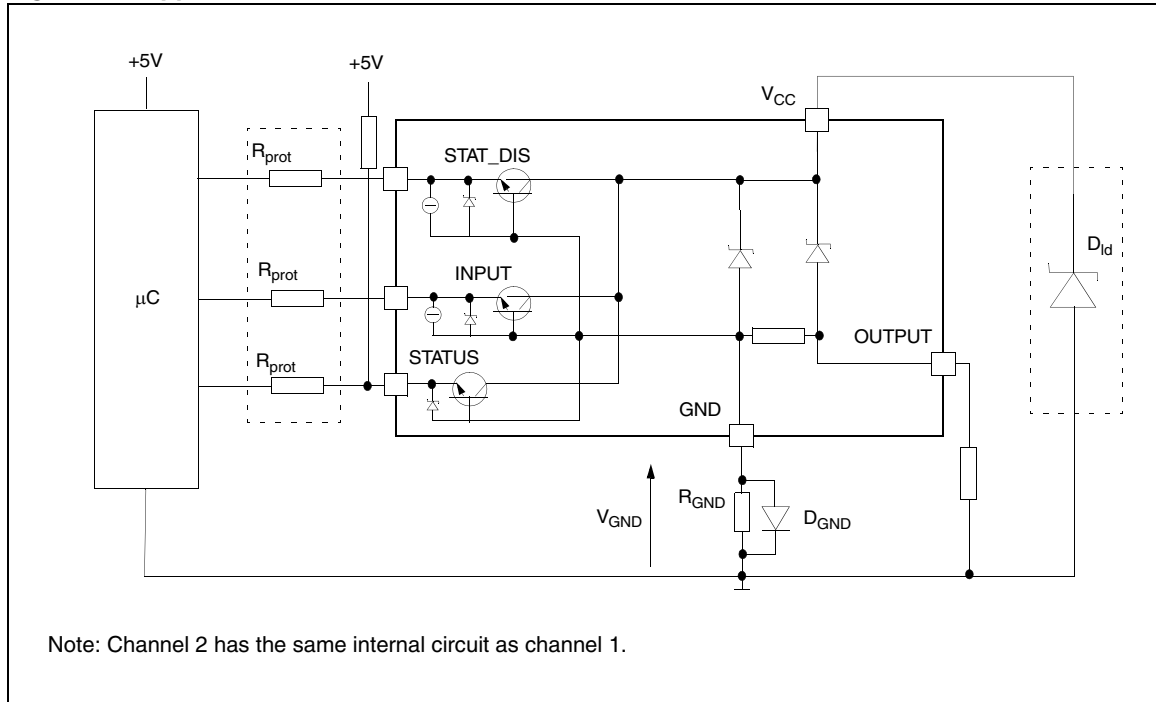 +5V
+5V
V_CC
R_prot
STAT_DIS
D_ld
R_prot
INPUT
μC
OUTPUT
R_prot
STATUS
GND
R_GND
V_GND
D_GND
Note: Channel 2 has the same internal circuit as channel 1.